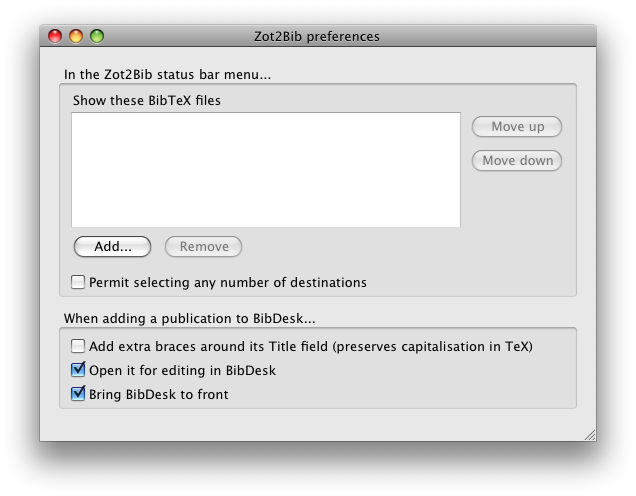 Zot2Bib preferences
In the Zot2Bib status bar menu...
Show these BibTeX files
Move up
Move down
Add...
Remove
Permit selecting any number of destinations
When adding a publication to BibDesk...
Add extra braces around its Title field (preserves capitalisation in TeX)
Open it for editing in BibDesk
Bring BibDesk to front